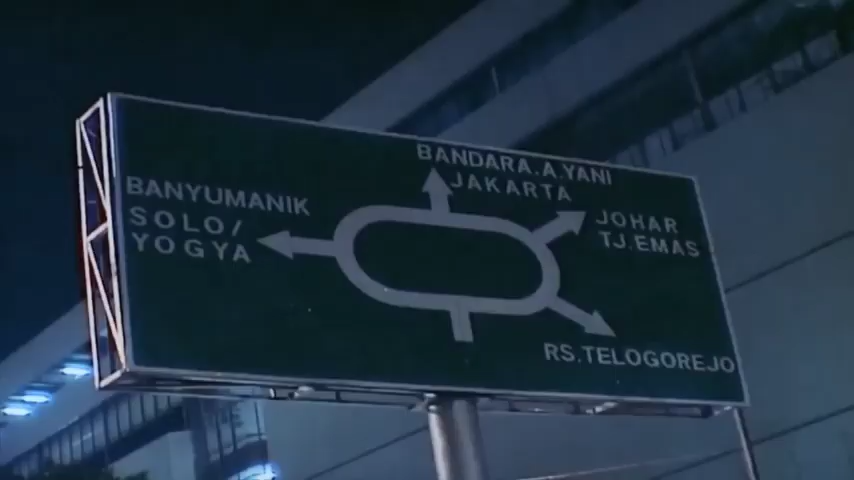 BANDARA.A.YANI
JAKARTA
BANYUMANIK
SOLO/
YOGYA
JOHAR
TJ.EMAS
RS.TELOGOREJO